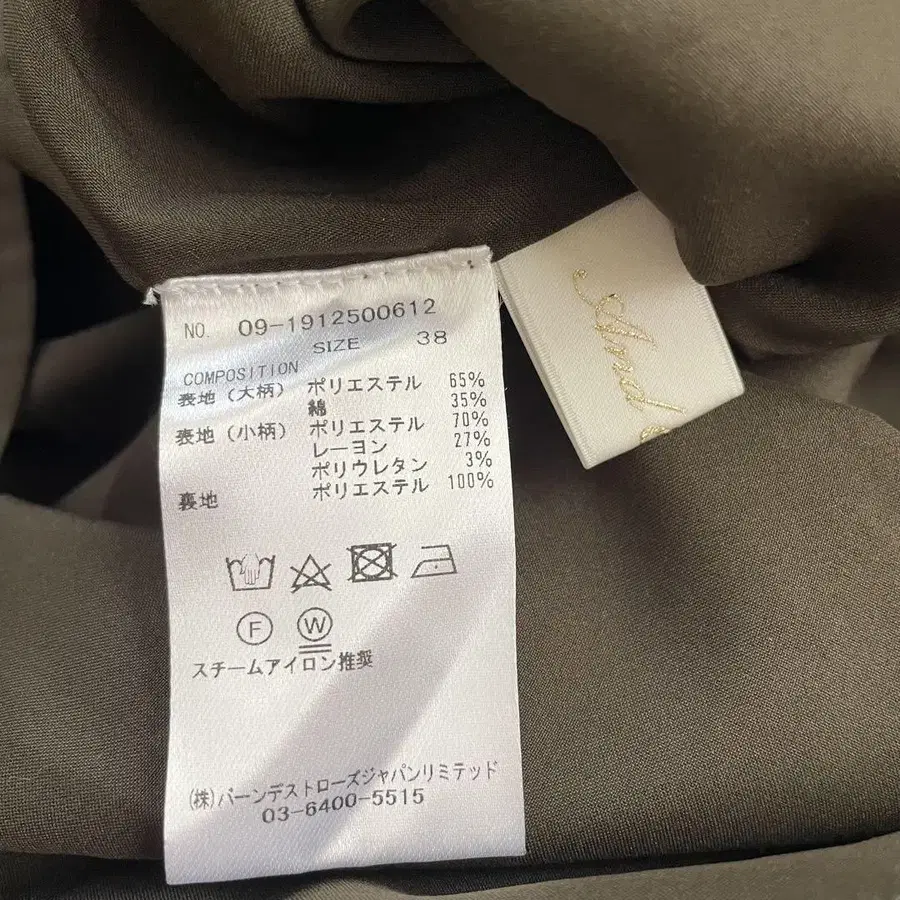 NO. 09-1912500612
SIZE 38
COMPOSITION
表地(大柄) ポリエステル 65%
綿 35%
表地(小柄) ポリエステル 70%
レーヨン 27%
ポリウレタン 3%
裏地 ポリエステル 100%
F W
スチームアイロン推奨
(株)バーンデストローズジャパンリミテッド
03-6400-5515